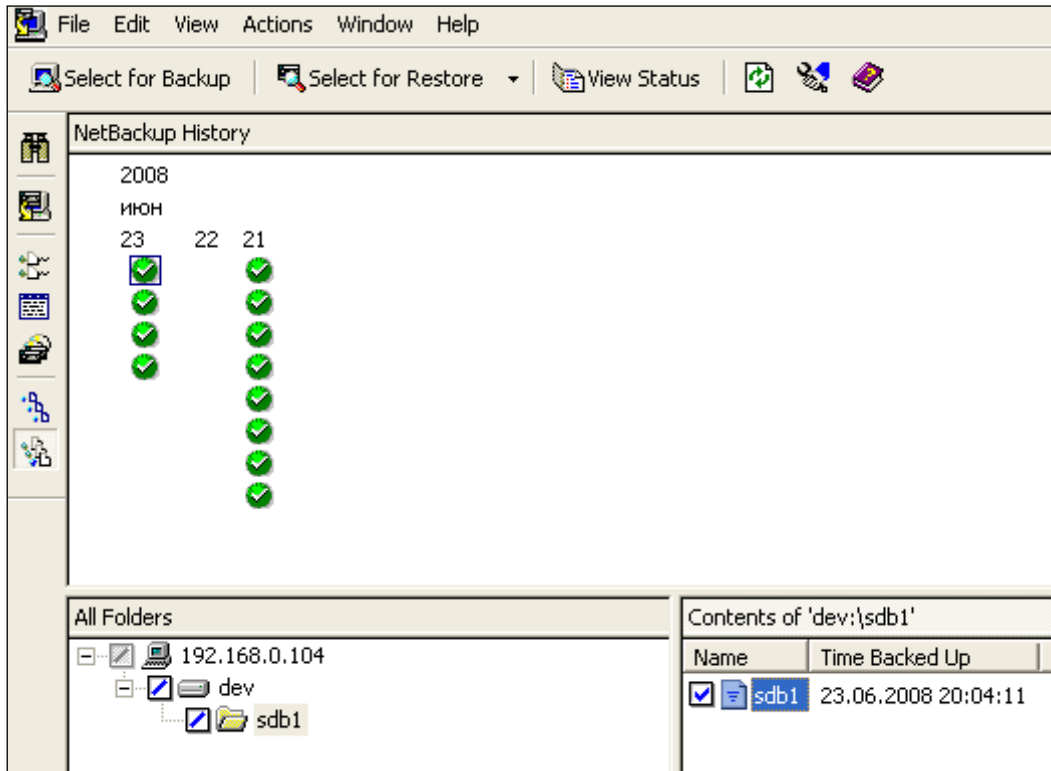 File Edit View Actions Window Help
Select for Backup Select for Restore View Status
NetBackup History
2008
июн
23 22 21
All Folders
192.168.0.104
dev
sdb1
Contents of 'dev:\sdb1'
Name Time Backed Up
sdb1 23.06.2008 20:04:11